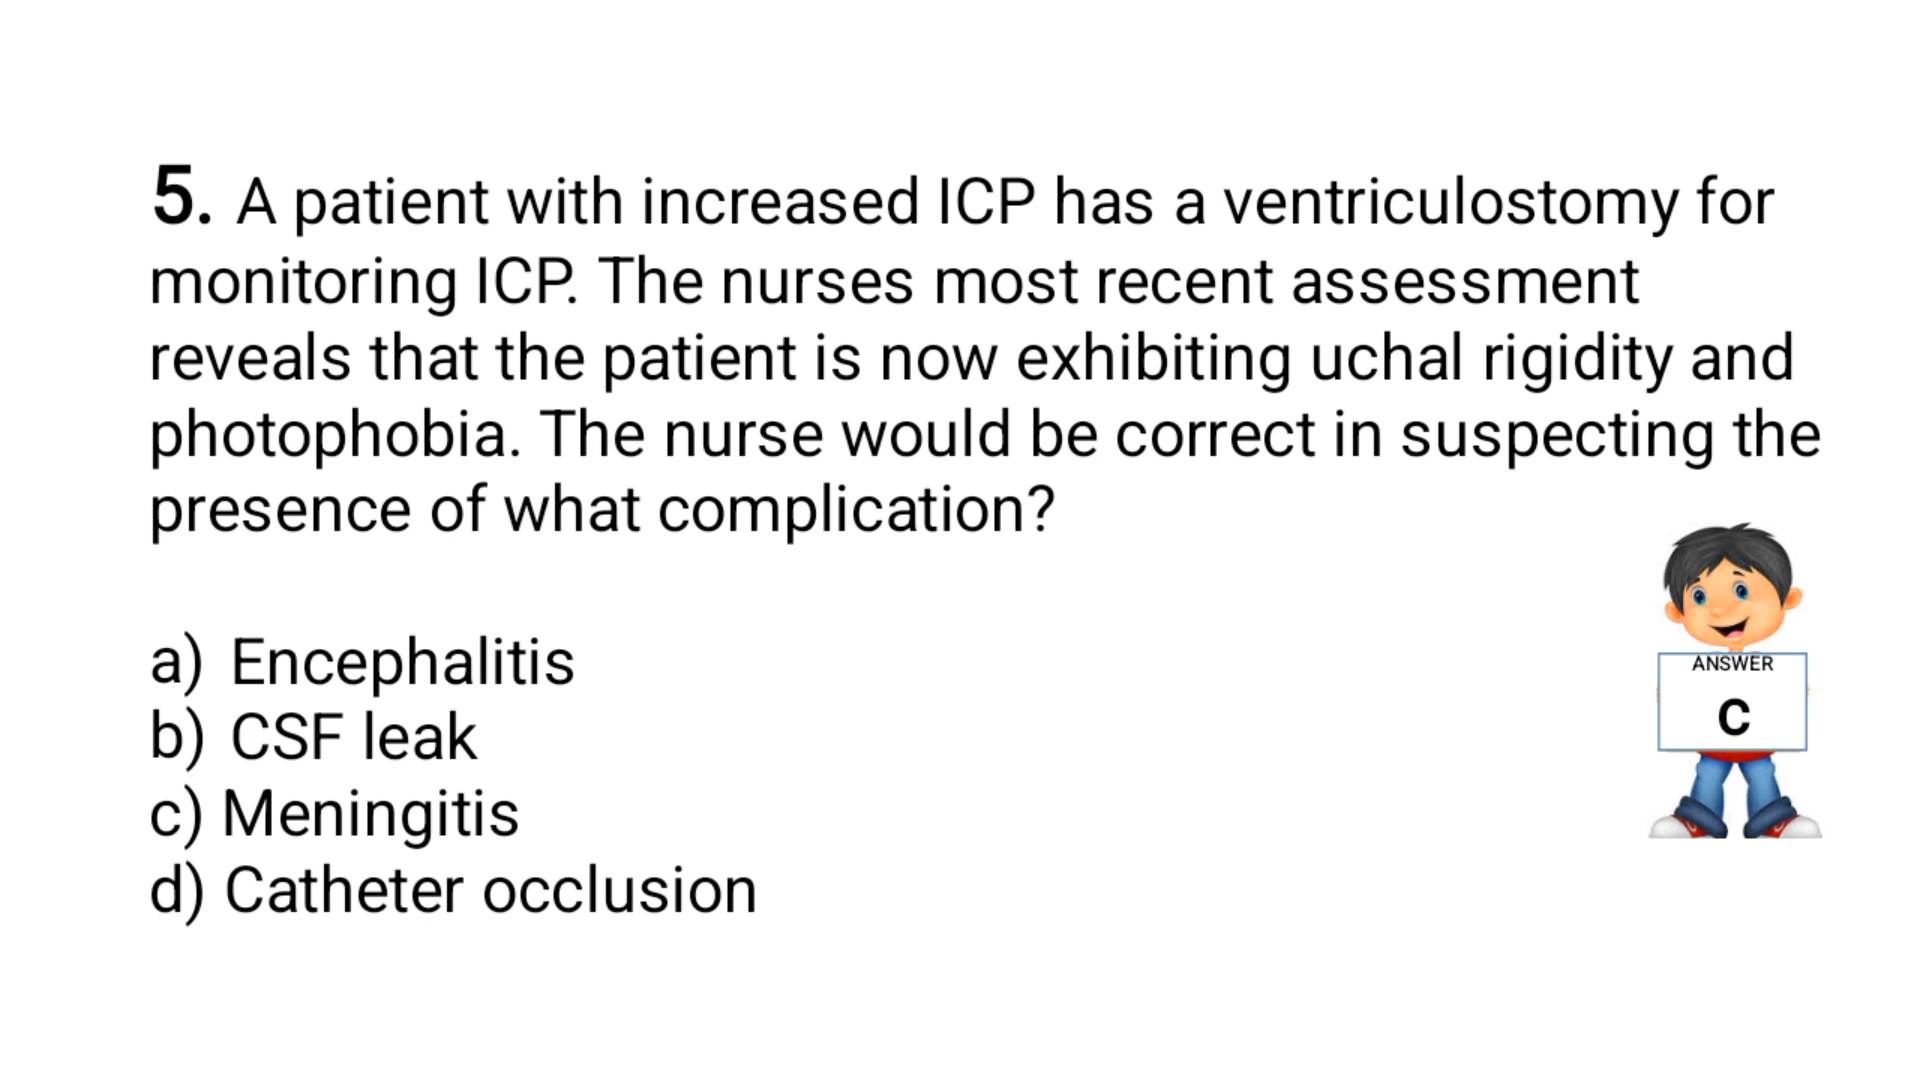 5. A patient with increased ICP has a ventriculostomy for
monitoring ICP. The nurses most recent assessment
reveals that the patient is now exhibiting uchal rigidity and
photophobia. The nurse would be correct in suspecting the
presence of what complication?
a) Encephalitis
b) CSF leak
c) Meningitis
d) Catheter occlusion
ANSWER
C